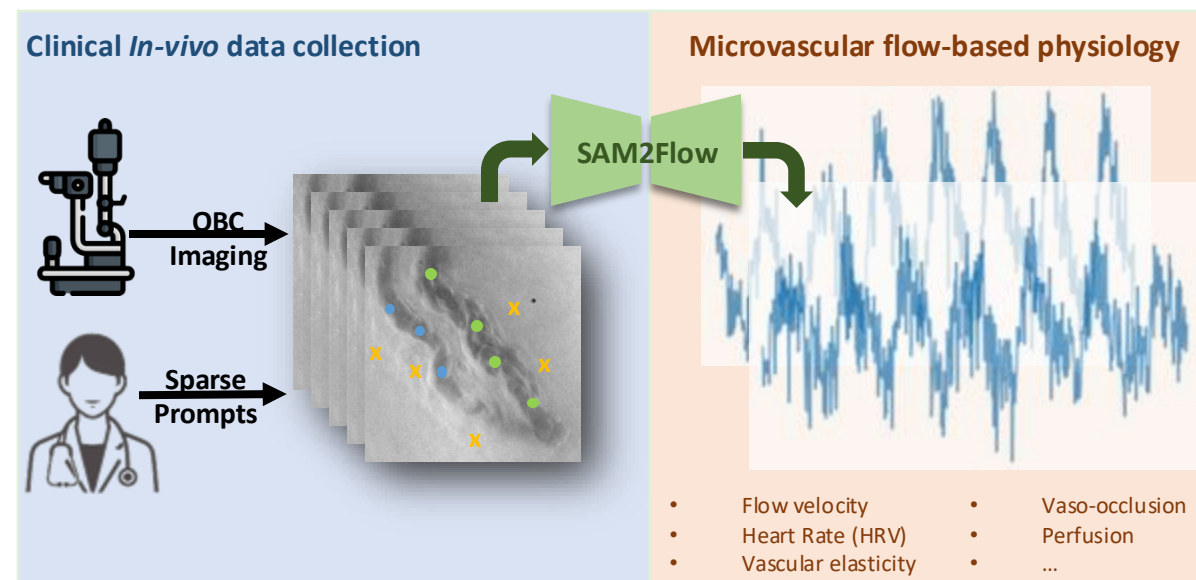 Clinical In-vivo data collection
Microvascular flow-based physiology
SAM2Flow
OBC
Imaging
x
x
x
x
x
Sparse
Prompts
• Flow velocity
• Heart Rate (HRV)
• Vascular elasticity
• Vaso-occlusion
• Perfusion
• ...